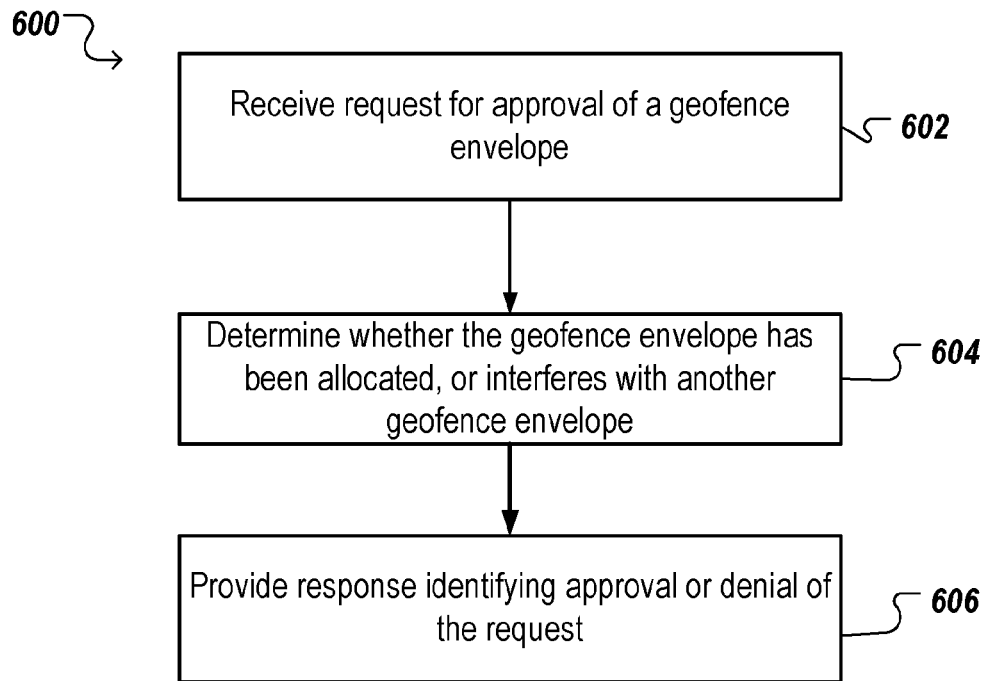 600
Receive request for approval of a geofence
envelope
602
Determine whether the geofence envelope has
been allocated, or interferes with another
geofence envelope
604
Provide response identifying approval or denial of
the request
606